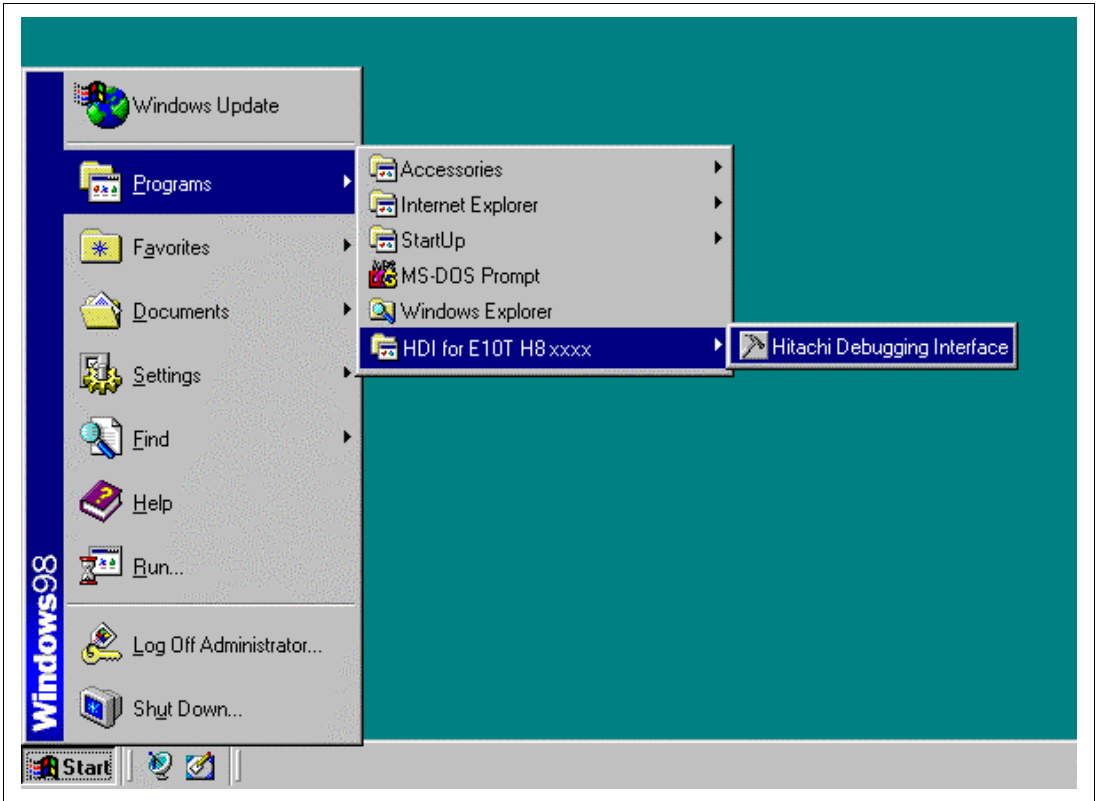 Windows Update
Programs
Favorites
Documents
Settings
Find
Help
Run...
Log Off Administrator...
Shut Down...
Windows98
Accessories
Internet Explorer
StartUp
MS-DOS Prompt
Windows Explorer
HDI for E10T H8 xxxx
Hitachi Debugging Interface
Start